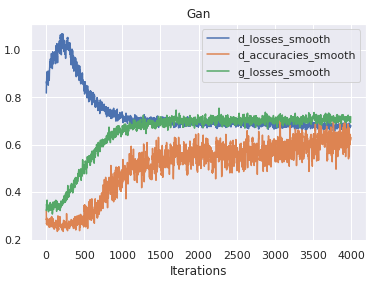 Gan
d_losses_smooth
d_accuracies_smooth
g_losses_smooth
1.0
0.8
0.6
0.4
0.2
0 500 1000 1500 2000 2500 3000 3500 4000
Iterations